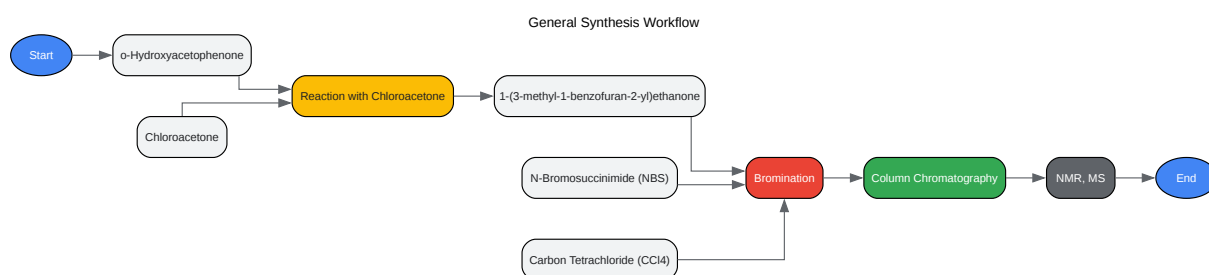 General Synthesis Workflow
Start
o-Hydroxyacetophenone
Chloroacetone
Reaction with Chloroacetone
1-(3-methyl-1-benzofuran-2-yl)ethanone
N-Bromosuccinimide (NBS)
Carbon Tetrachloride (CCl4)
Bromination
Column Chromatography
NMR, MS
End